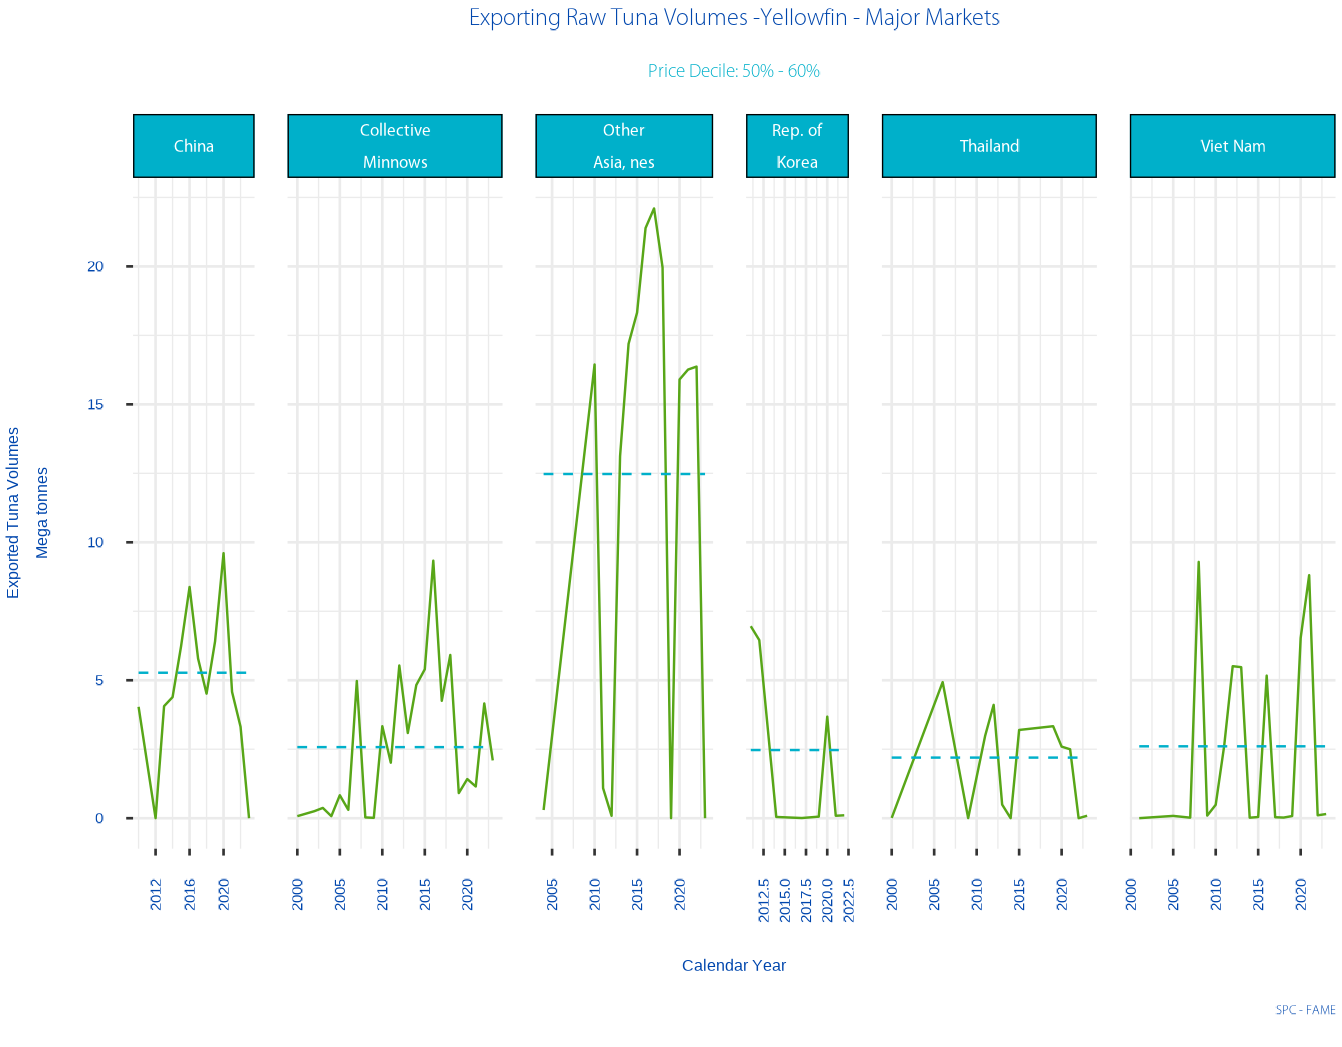 Exporting Raw Tuna Volumes -Yellowfin - Major Markets
Price Decile: 50% - 60%
China
Collective
Minnows
Other
Asia, nes
Rep. of
Korea
Thailand
Viet Nam
Exported Tuna Volumes
Mega tonnes
20
15
10
5
0
2012 2016 2020
2000 2005 2010 2015 2020
2005 2010 2015 2020
2012.5 2015.0 2017.5 2020.0 2022.5
2000 2005 2010 2015 2020
2000 2005 2010 2015 2020
Calendar Year
SPC - FAME